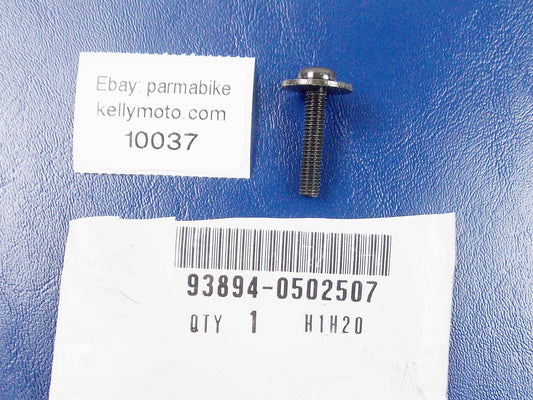 Ebay: parmabike
kellymoto.com
10037
93894-0502507
QTY 1 H1H20